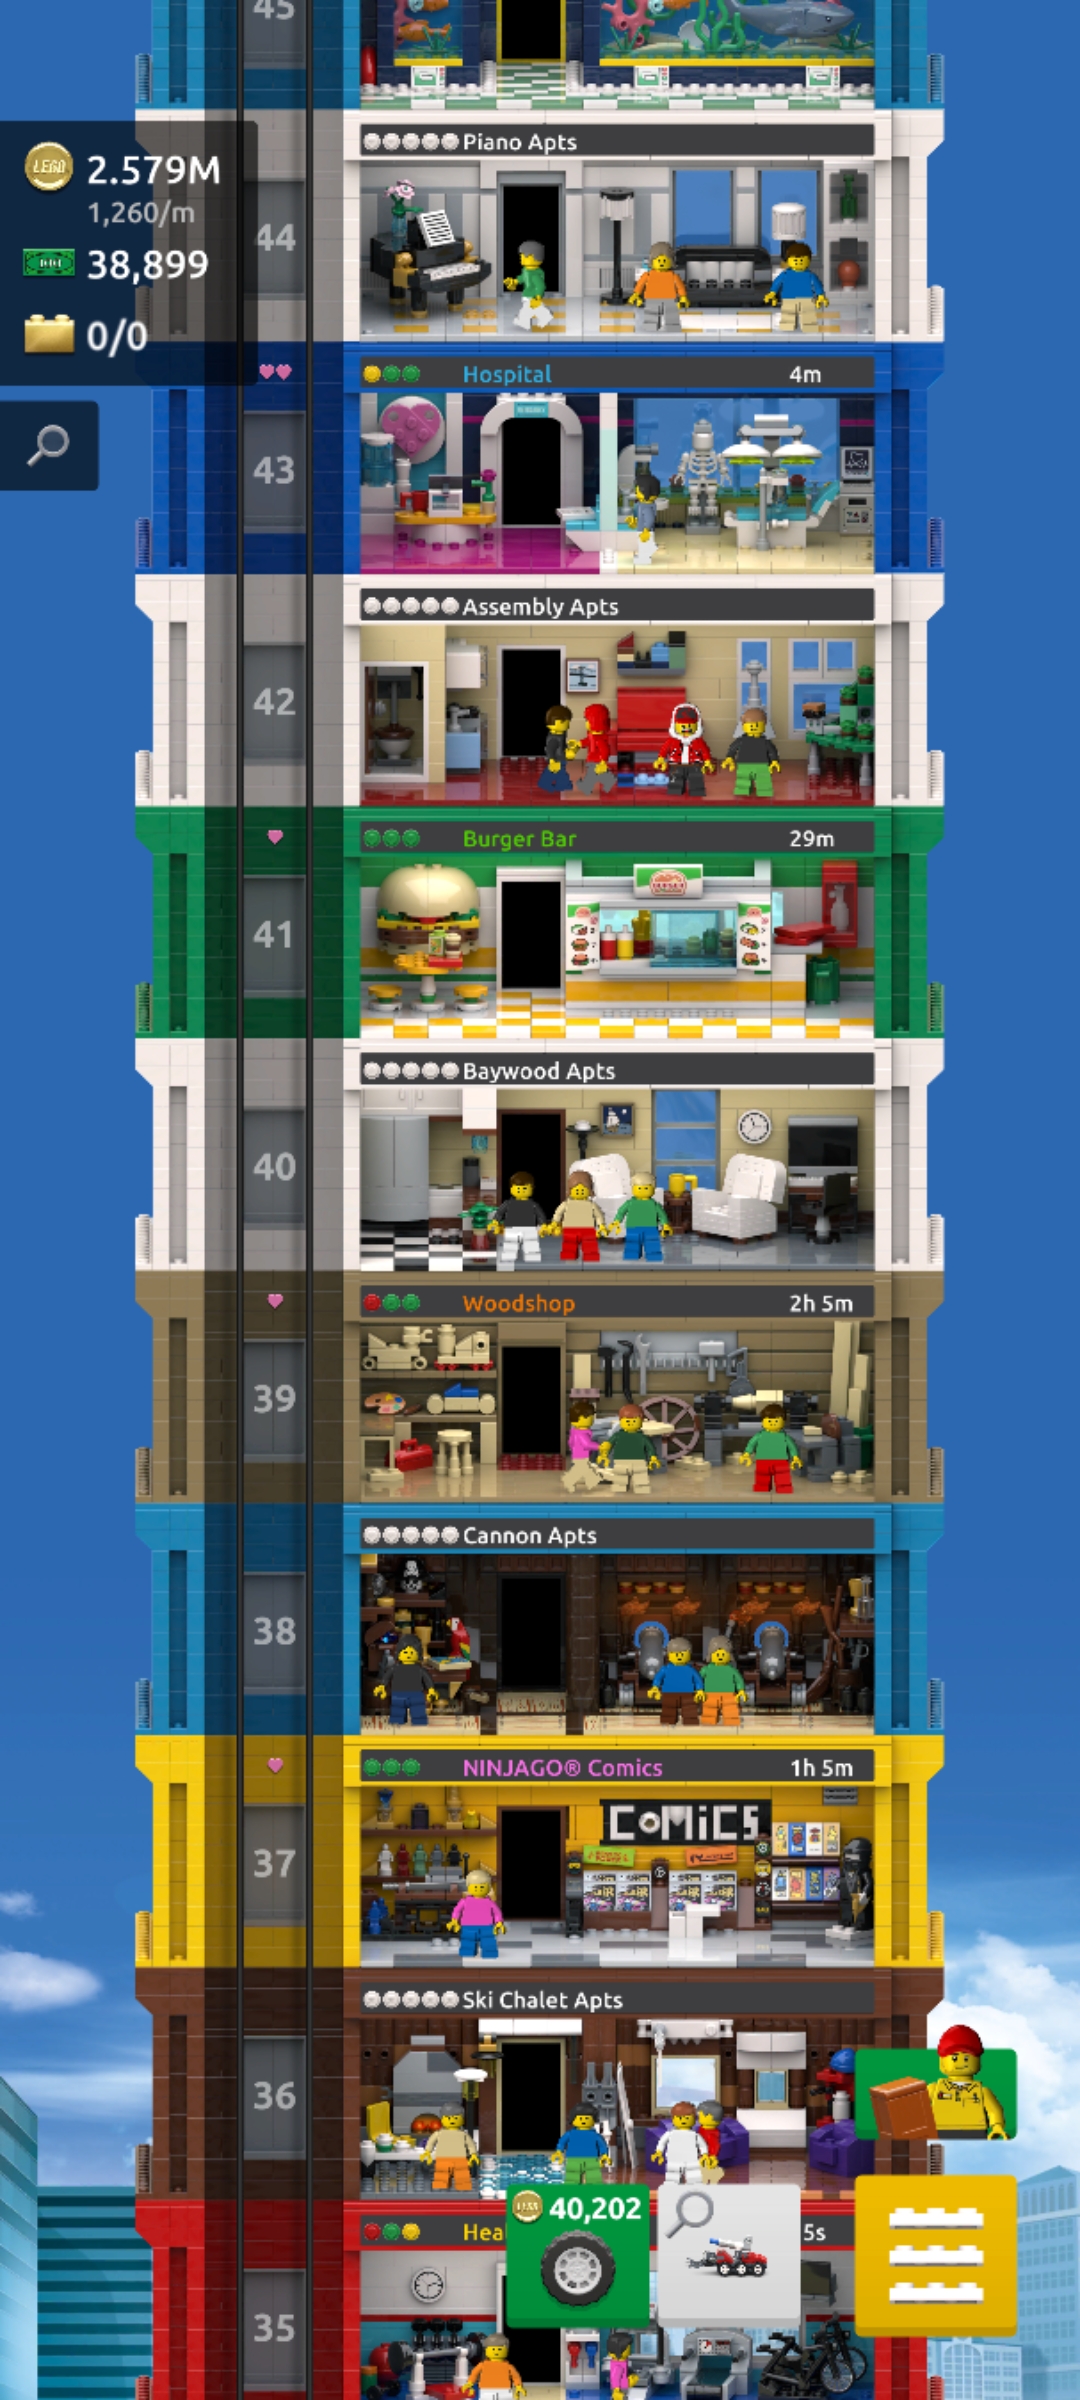 45
Piano Apts
LEGO
2.579M
1,260/m
44
38,899
0/0
Hospital
4m
43
Assembly Apts
42
Burger Bar
29m
BURGER
41
Baywood Apts
40
Woodshop
2h 5m
39
Cannon Apts
38
NINJAGO® Comics
1h 5m
COMiCS
37
Ski Chalet Apts
36
40,202
Hea
5s
35